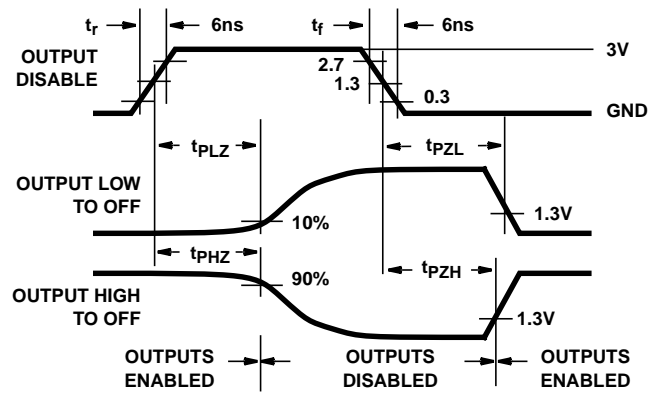 tr 6ns tf 6ns
OUTPUT
DISABLE
2.7
1.3
0.3
3V
GND
tPLZ tPZL
OUTPUT LOW
TO OFF
10%
1.3V
tPHZ tPZH
90%
OUTPUT HIGH
TO OFF
1.3V
OUTPUTS
ENABLED
OUTPUTS
DISABLED
OUTPUTS
ENABLED